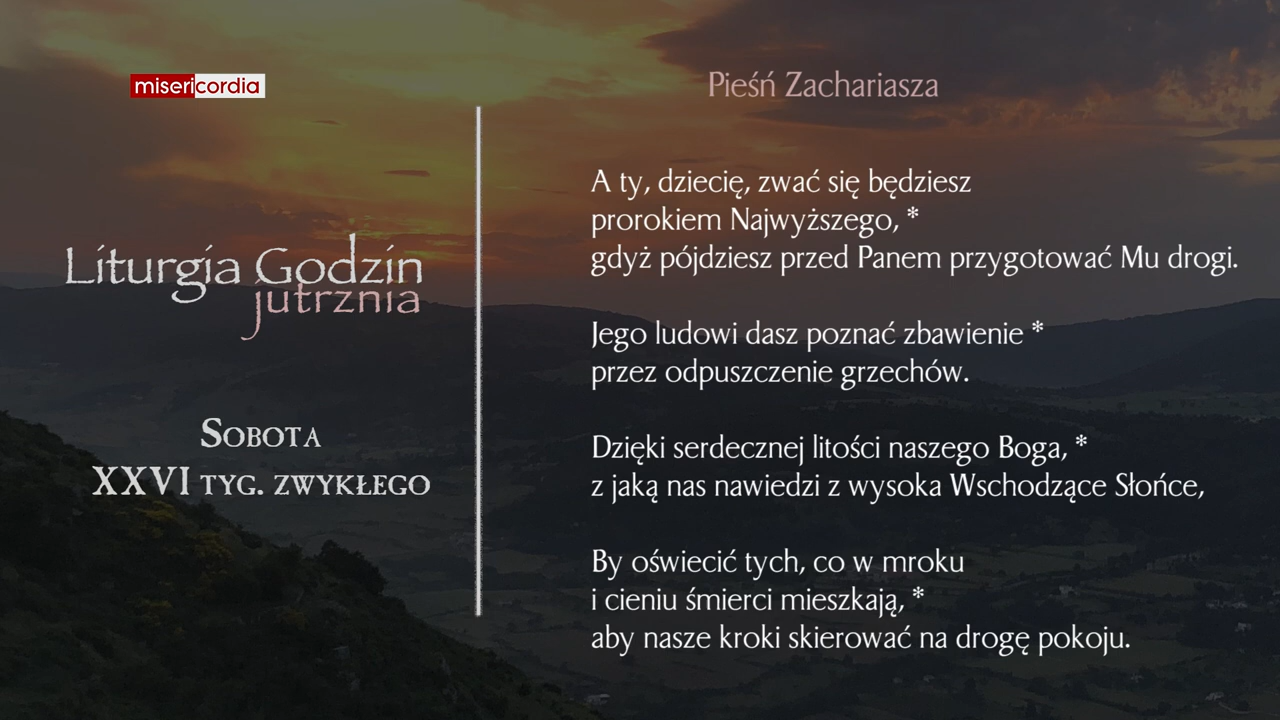 misericordia
Liturgia Godzin
jutrznia
Sobota
XXVI tyg. zwykłego
Pieśń Zachariasza
A ty, dziecię, zwać się będziesz
prorokiem Najwyższego, *
gdyż pójdziesz przed Panem przygotować Mu drogi.
Jego ludowi dasz poznać zbawienie *
przez odpuszczenie grzechów.
Dzięki serdecznej litości naszego Boga, *
z jaką nas nawiedzi z wysoka Wschodzące Słońce,
By oświecić tych, co w mroku
i cieniu śmierci mieszkają, *
aby nasze kroki skierować na drogę pokoju.